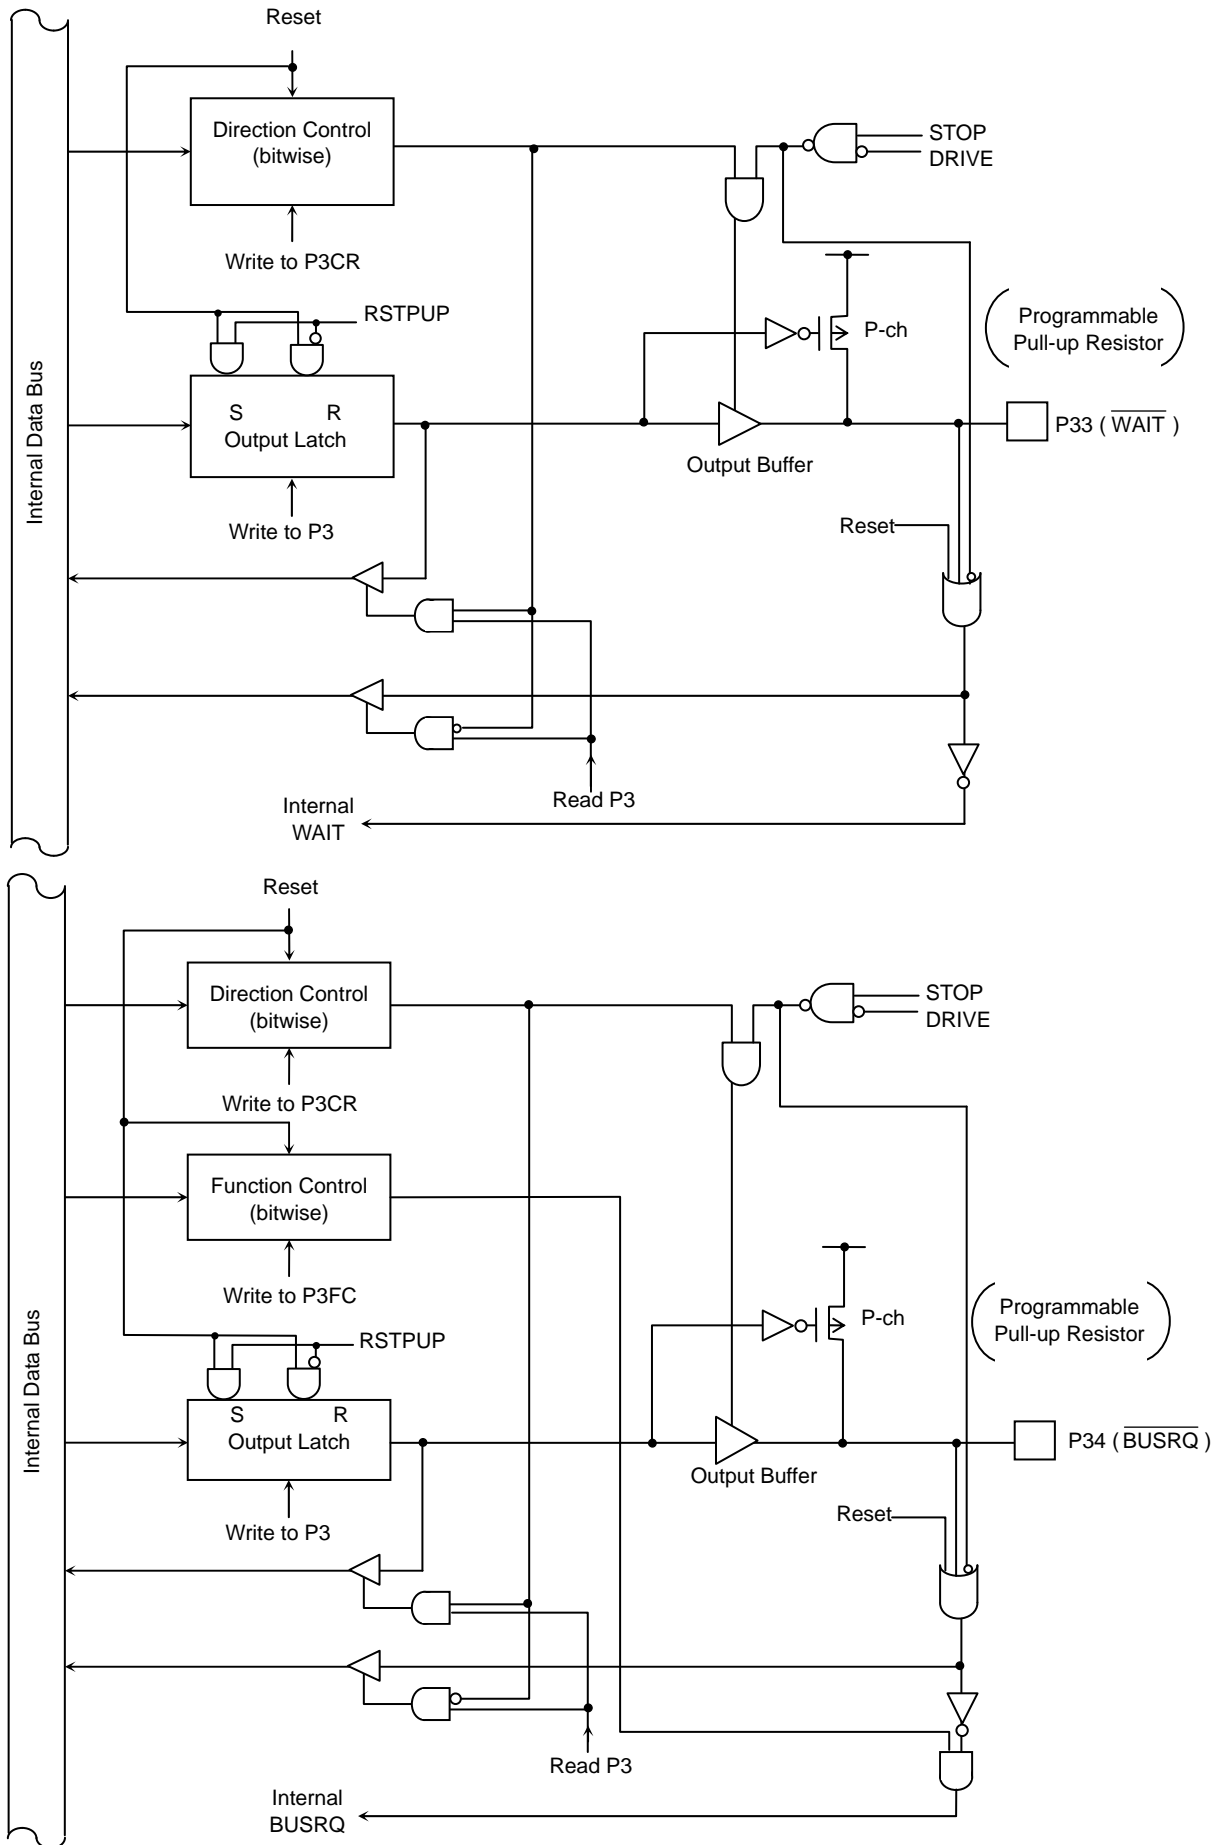 Reset
Direction Control
(bitwise)
STOP
DRIVE
Write to P3CR
RSTPUP
P-ch
Programmable
Pull-up Resistor
Internal Data Bus
S R
Output Latch
P33 ( WAIT )
Output Buffer
Write to P3
Reset
Read P3
Internal
WAIT
Reset
Direction Control
(bitwise)
STOP
DRIVE
Write to P3CR
Function Control
(bitwise)
Write to P3FC
RSTPUP
P-ch
Programmable
Pull-up Resistor
Internal Data Bus
S R
Output Latch
P34 ( BUSRQ )
Output Buffer
Write to P3
Reset
Read P3
Internal
BUSRQ